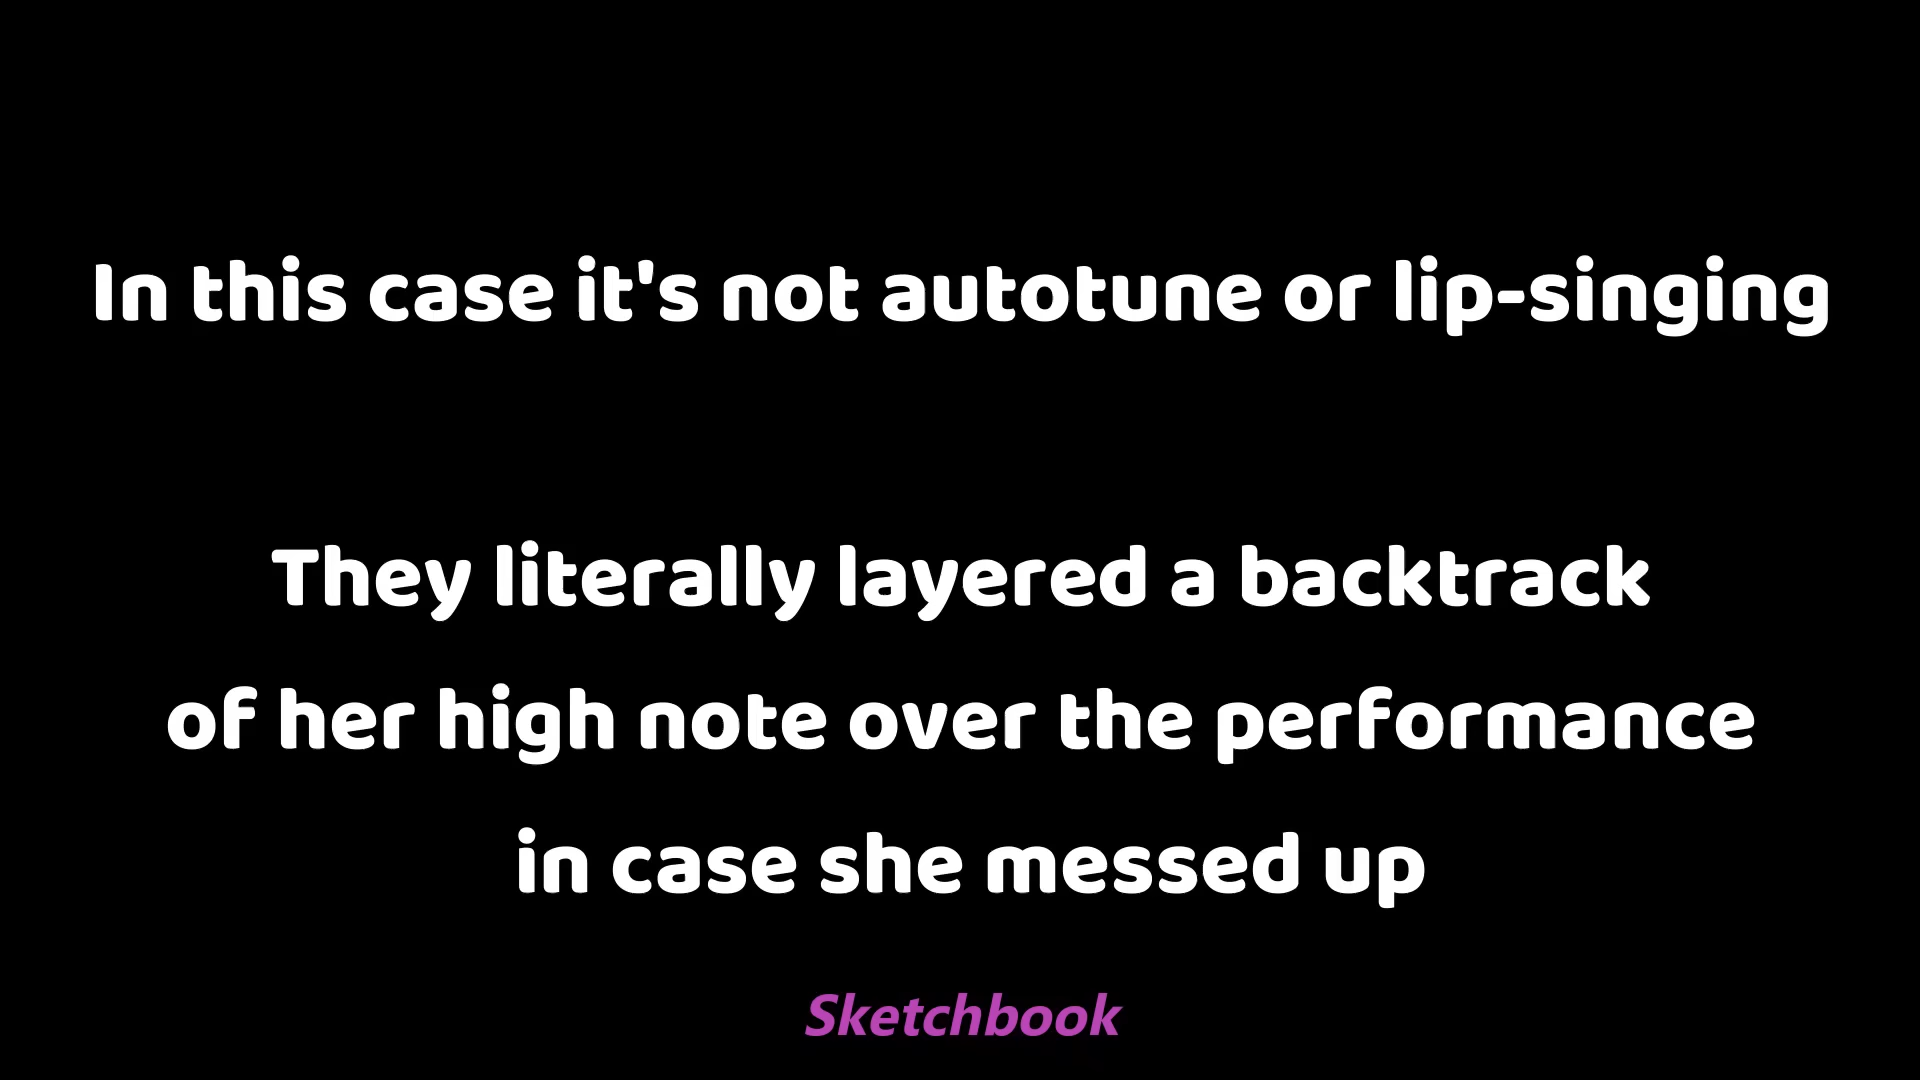 In this case it's not autotune or lip-singing
They literally layered a backtrack
of her high note over the performance
in case she messed up
Sketchbook